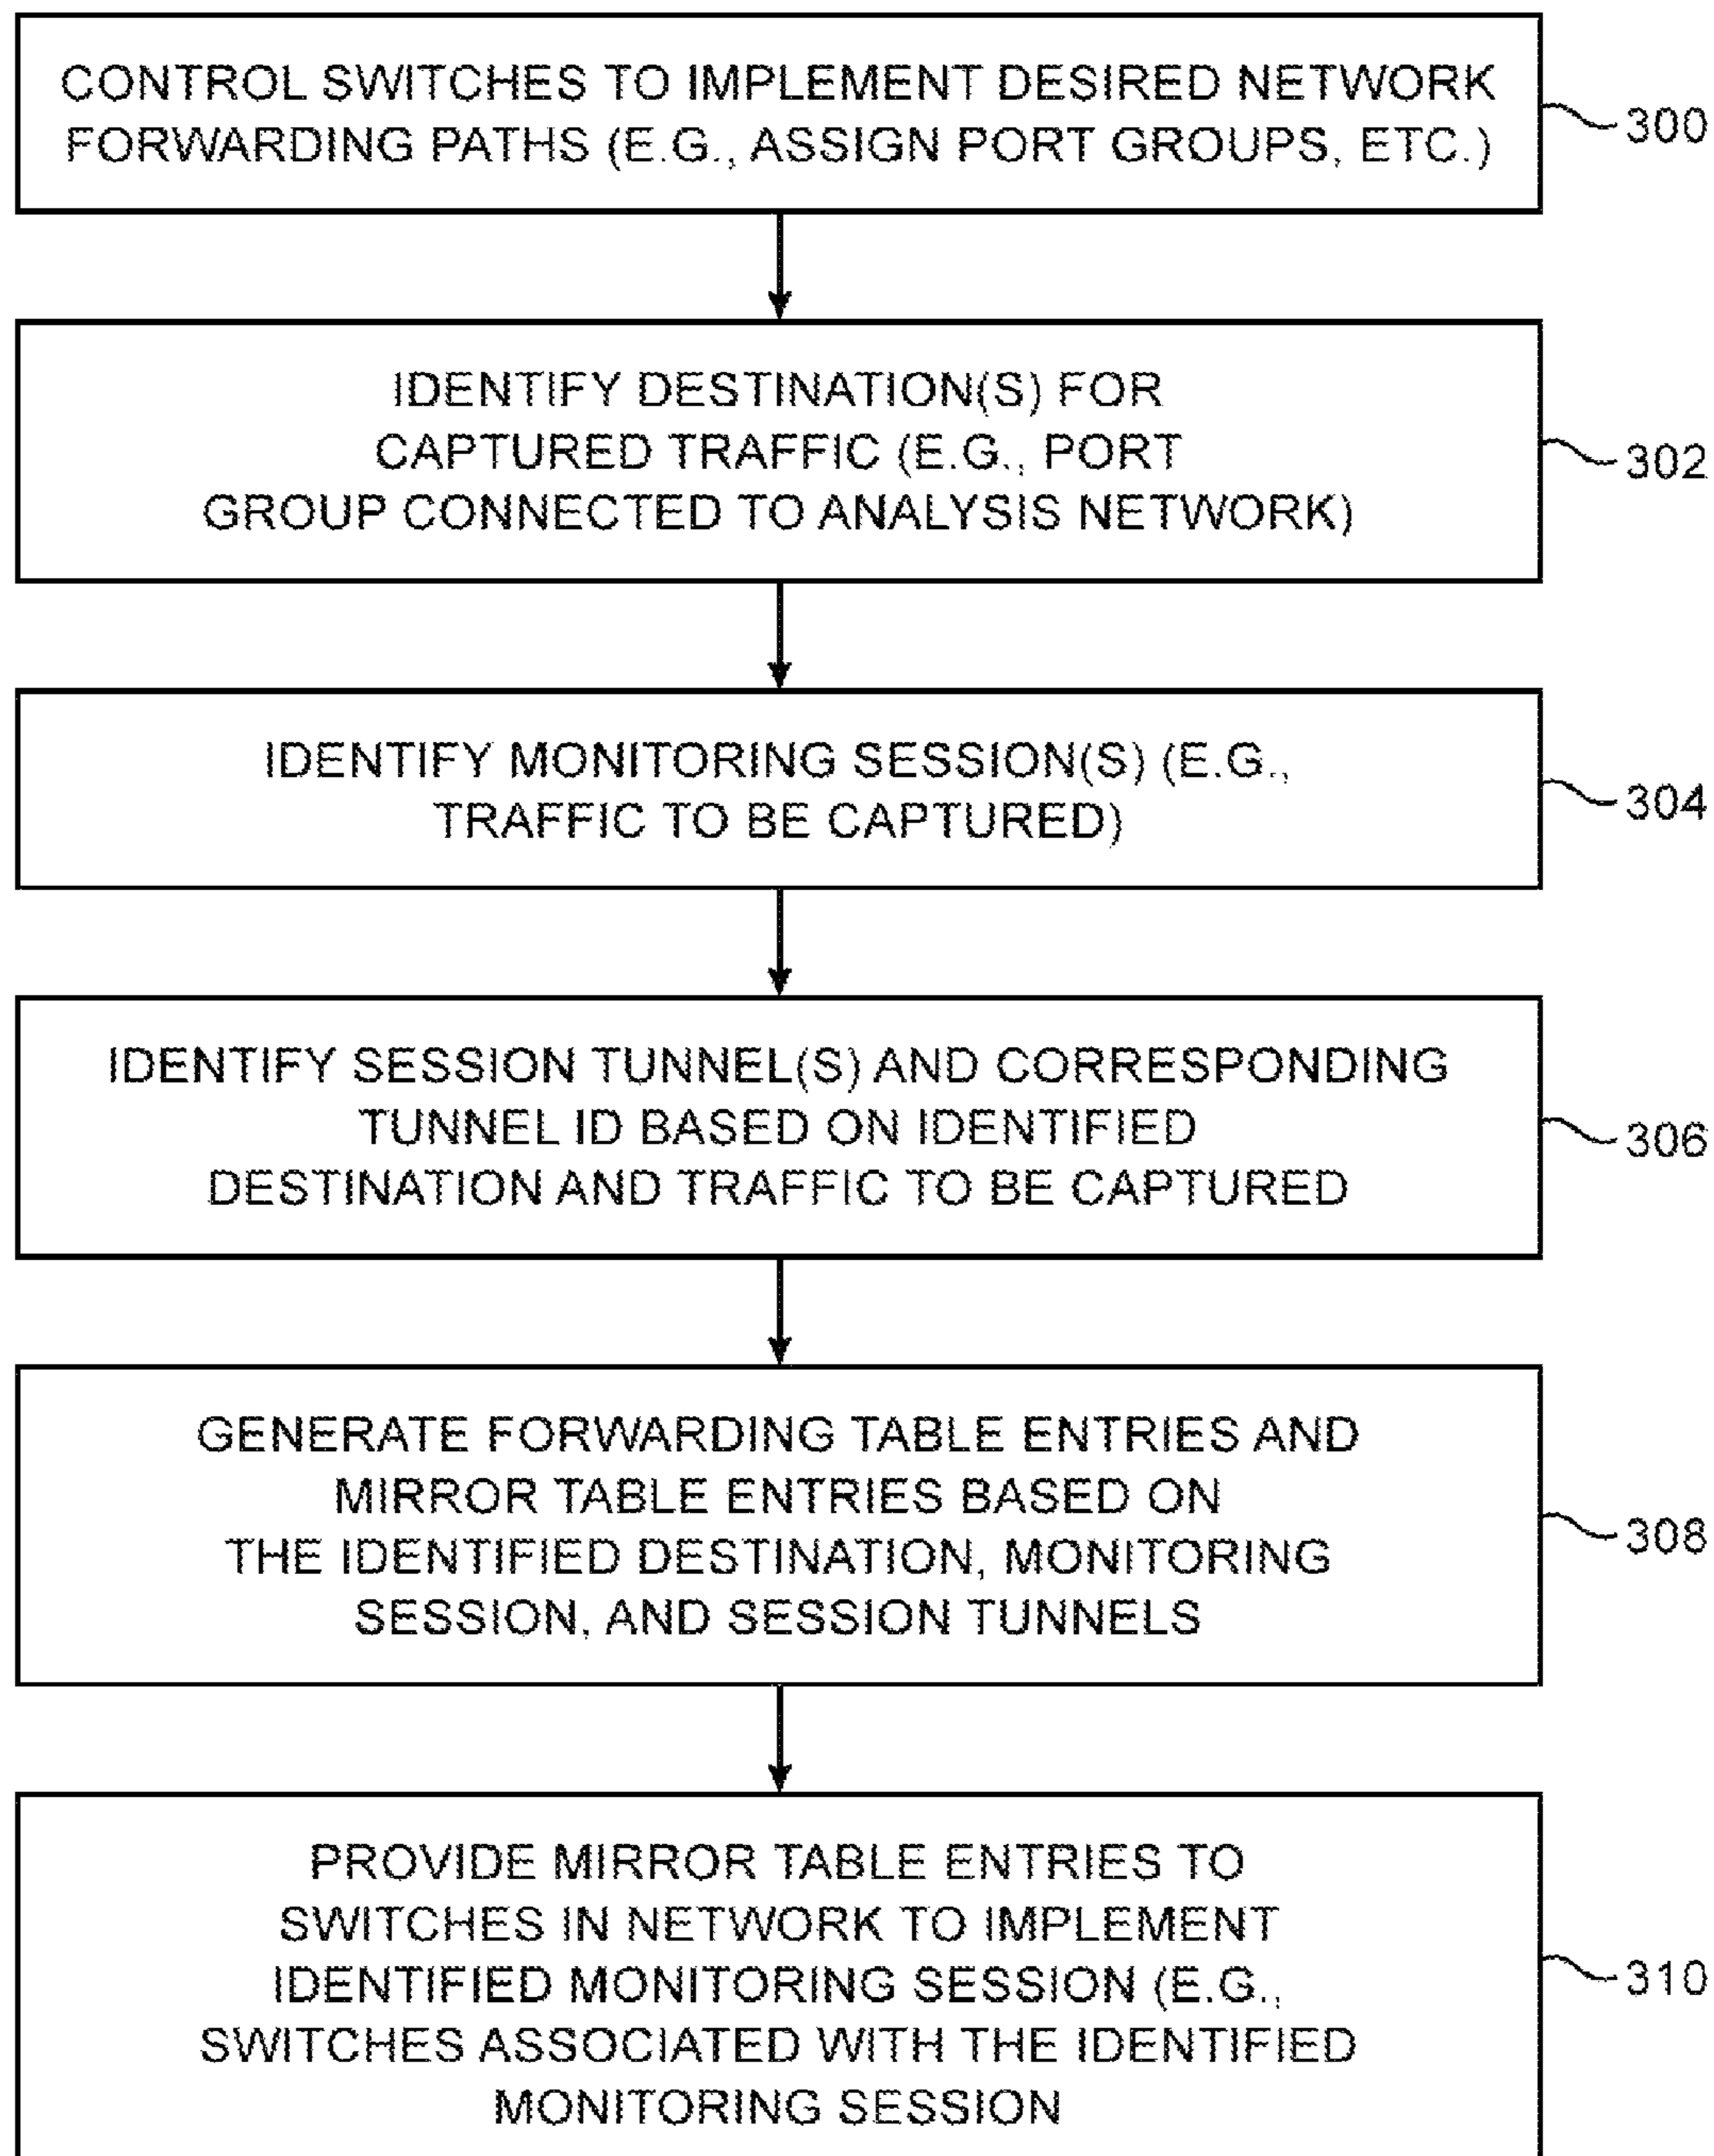 CONTROL SWITCHES TO IMPLEMENT DESIRED NETWORK
FORWARDING PATHS (E.G., ASSIGN PORT GROUPS, ETC.)
300
IDENTIFY DESTINATION(S) FOR
CAPTURED TRAFFIC (E.G., PORT
GROUP CONNECTED TO ANALYSIS NETWORK)
302
IDENTIFY MONITORING SESSION(S) (E.G.,
TRAFFIC TO BE CAPTURED)
304
IDENTIFY SESSION TUNNEL(S) AND CORRESPONDING
TUNNEL ID BASED ON IDENTIFIED
DESTINATION AND TRAFFIC TO BE CAPTURED
306
GENERATE FORWARDING TABLE ENTRIES AND
MIRROR TABLE ENTRIES BASED ON
THE IDENTIFIED DESTINATION, MONITORING
SESSION, AND SESSION TUNNELS
308
PROVIDE MIRROR TABLE ENTRIES TO
SWITCHES IN NETWORK TO IMPLEMENT
IDENTIFIED MONITORING SESSION (E.G.,
SWITCHES ASSOCIATED WITH THE IDENTIFIED
MONITORING SESSION
310